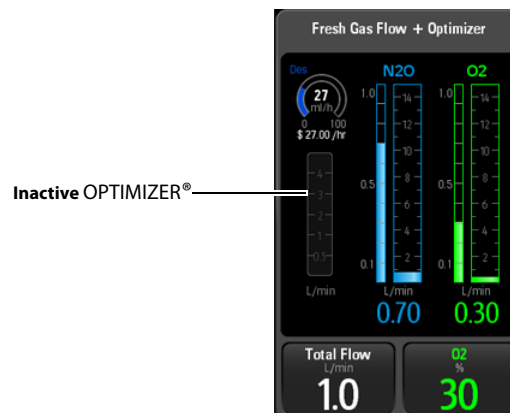 Fresh Gas Flow + Optimizer
Des
27
ml/h
0 100
$ 27.00 /hr
4
3
2
1
0.5
L/min
N2O
1.0
0.5
0.1
14
12
10
8
6
4
2
L/min
0.70
O2
1.0
0.5
0.1
14
12
10
8
6
4
2
L/min
0.30
Inactive OPTIMIZER®
Total Flow
L/min
1.0
O2
%
30